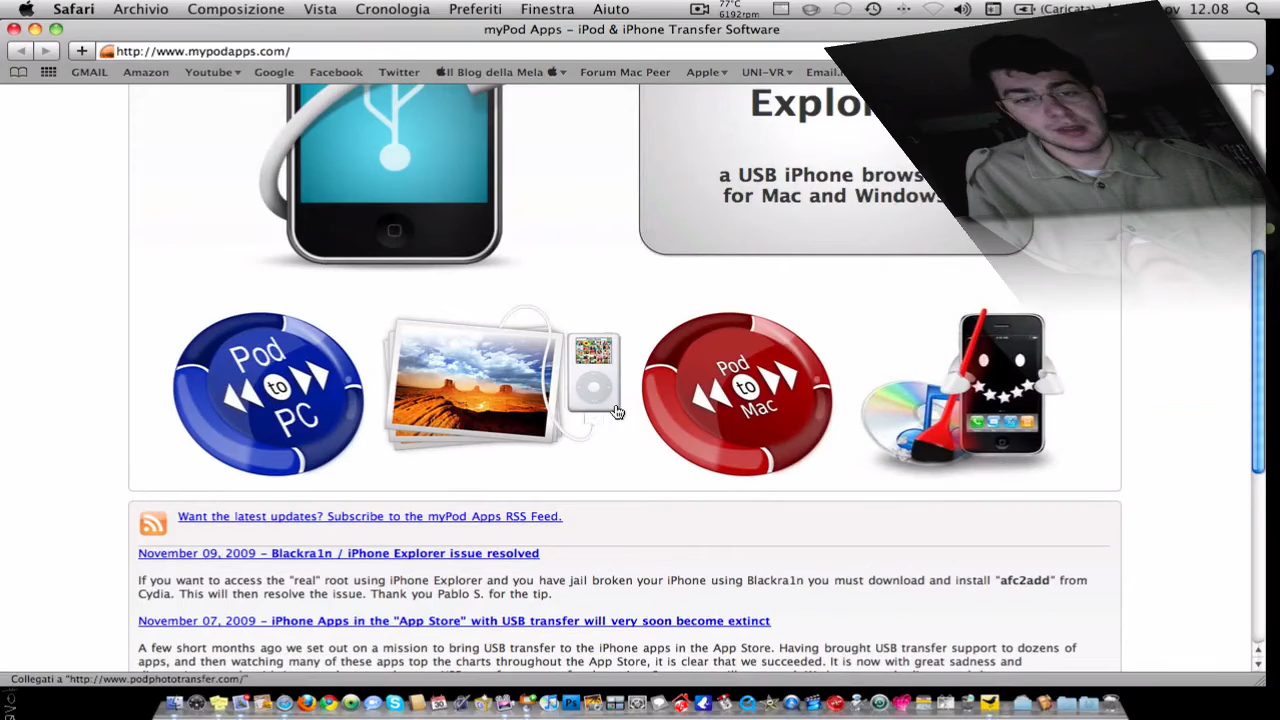 Safari Archivio Composizione Vista Cronologia Preferiti Finestra Aiuto 77°C 6192rpm (Caricata) 12.08
myPod Apps – iPod & iPhone Transfer Software
http://www.mypodapps.com/
GMAIL Amazon Youtube Google Facebook Twitter Il Blog della Mela Forum Mac Peer Apple UNI-VR
a USB iPhone
for Mac and Windows
Pod to PC
Pod to Mac
Want the latest updates? Subscribe to the myPod Apps RSS Feed.
November 09, 2009 – Blackra1n / iPhone Explorer issue resolved
If you want to access the "real" root using iPhone Explorer and you have jail broken your iPhone using Blackra1n you must download and install "afc2add" from
Cydia. This will then resolve the issue. Thank you Pablo S. for the tip.
November 07, 2009 – iPhone Apps in the "App Store" with USB transfer will very soon become extinct
A few short months ago we set out on a mission to bring USB transfer to the iPhone apps in the App Store. Having brought USB transfer support to dozens of
apps, and then watching many of these apps top the charts throughout the App Store, it is clear that we succeeded. It is now with great sadness and
Collegati a "http://www.podphototransfer.com/"